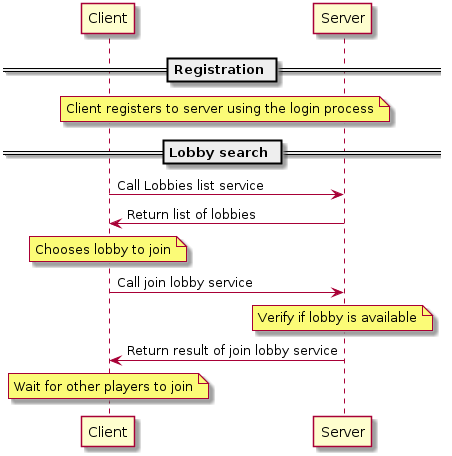 Client
Server
Registration
Client registers to server using the login process
Lobby search
Call Lobbies list service
Return list of lobbies
Chooses lobby to join
Call join lobby service
Verify if lobby is available
Return result of join lobby service
Wait for other players to join
Client
Server